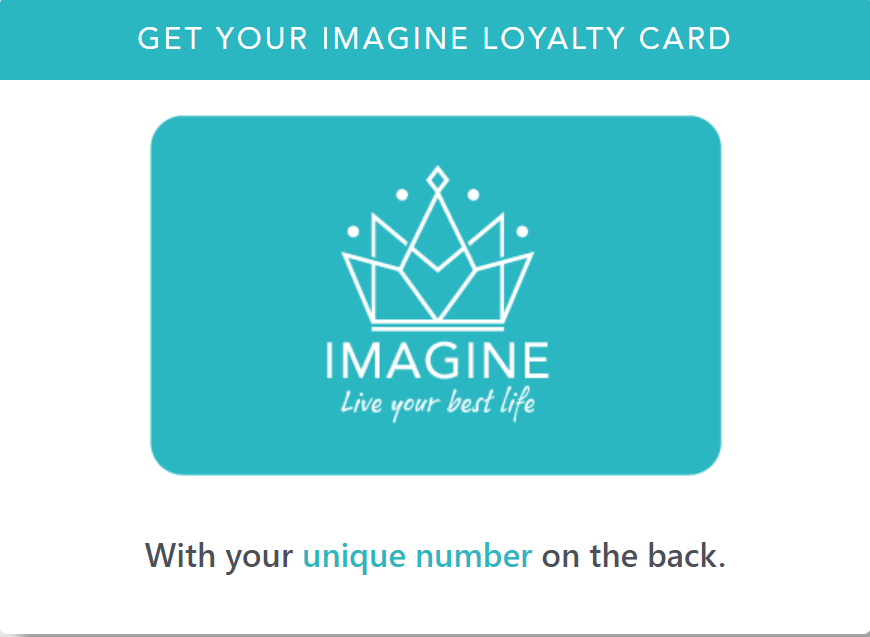 GET YOUR IMAGINE LOYALTY CARD
IMAGINE
Live your best life
With your unique number on the back.